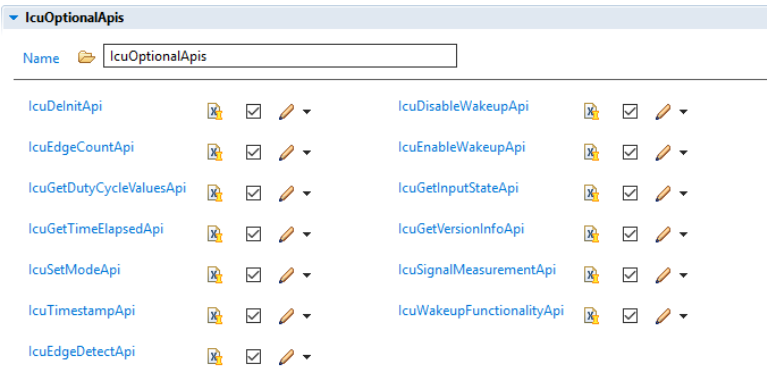 IcuOptionalApis
Name IcuOptionalApis
IcuDeInitApi IcuDisableWakeupApi
IcuEdgeCountApi IcuEnableWakeupApi
IcuGetDutyCycleValuesApi IcuGetInputStateApi
IcuGetTimeElapsedApi IcuGetVersionInfoApi
IcuSetModeApi IcuSignalMeasurementApi
IcuTimestampApi IcuWakeupFunctionalityApi
IcuEdgeDetectApi